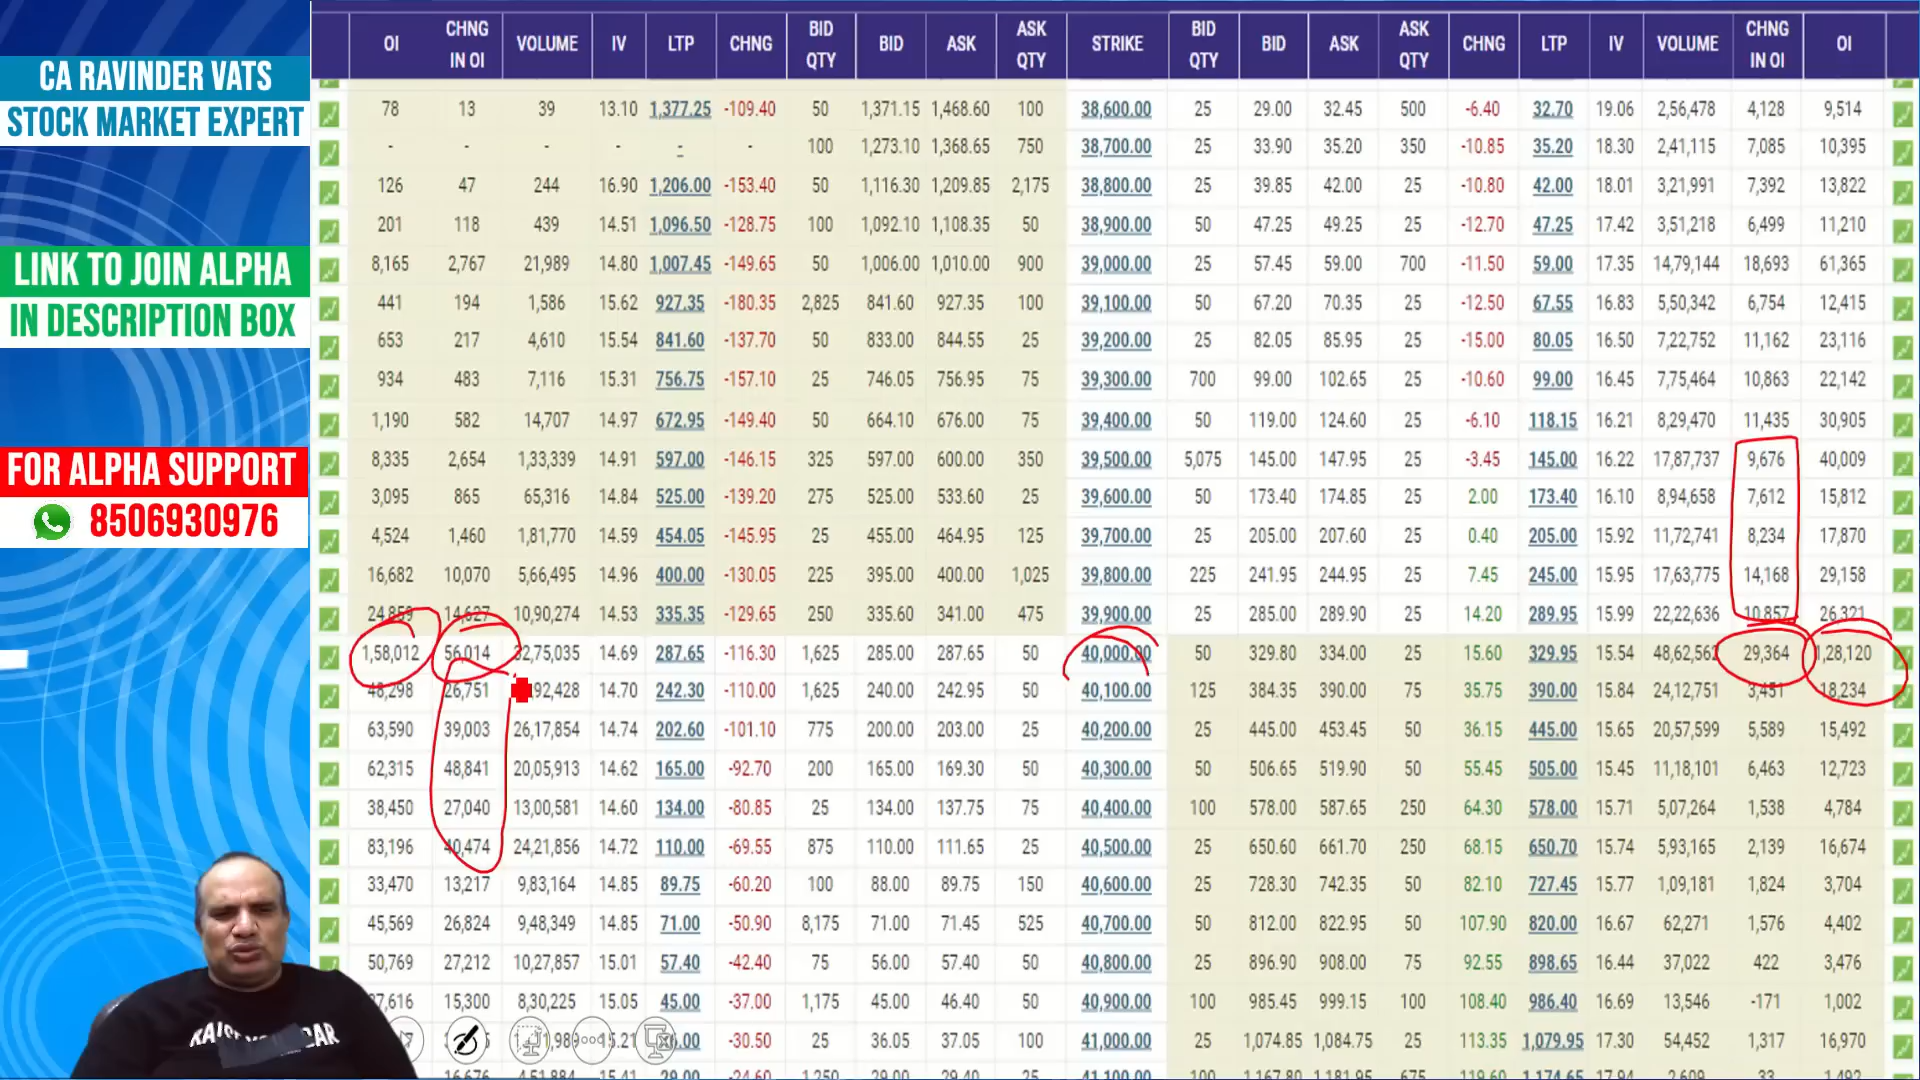 CA RAVINDER VATS
STOCK MARKET EXPERT
LINK TO JOIN ALPHA
IN DESCRIPTION BOX
FOR ALPHA SUPPORT
8506930976
OI CHNG IN OI VOLUME IV LTP CHNG BID QTY BID ASK ASK QTY STRIKE BID QTY BID ASK ASK QTY CHNG LTP IV VOLUME CHNG IN OI OI
78 13 39 13.10 1,377.25 -109.40 50 1,371.15 1,468.60 100 38,600.00 25 29.00 32.45 500 -6.40 32.70 19.06 2,56,478 4,128 9,514
- - - - - - 100 1,273.10 1,368.65 750 38,700.00 25 33.90 35.20 350 -10.85 35.20 18.30 2,41,115 7,085 10,395
126 47 244 16.90 1,206.00 -153.40 50 1,116.30 1,209.85 2,175 38,800.00 25 39.85 42.00 25 -10.80 42.00 18.01 3,21,991 7,392 13,822
201 118 439 14.51 1,096.50 -128.75 100 1,092.10 1,108.35 50 38,900.00 50 47.25 49.25 25 -12.70 47.25 17.42 3,51,218 6,499 11,210
8,165 2,767 21,989 14.80 1,007.45 -149.65 50 1,006.00 1,010.00 900 39,000.00 25 57.45 59.00 700 -11.50 59.00 17.35 14,79,144 18,693 61,365
441 194 1,586 15.62 927.35 -180.35 2,825 841.60 927.35 100 39,100.00 50 67.20 70.35 25 -12.50 67.55 16.83 5,50,342 6,754 12,415
653 217 4,610 15.54 841.60 -137.70 50 833.00 844.55 25 39,200.00 25 82.05 85.95 25 -15.00 80.05 16.50 7,22,752 11,162 23,116
934 483 7,116 15.31 756.75 -157.10 25 746.05 756.95 75 39,300.00 700 99.00 102.65 25 -10.60 99.00 16.45 7,75,464 10,863 22,142
1,190 582 14,707 14.97 672.95 -149.40 50 664.10 676.00 75 39,400.00 50 119.00 124.60 25 -6.10 118.15 16.21 8,29,470 11,435 30,905
8,335 2,654 1,33,339 14.91 597.00 -146.15 325 597.00 600.00 350 39,500.00 5,075 145.00 147.95 25 -3.45 145.00 16.22 17,87,737 9,676 40,009
3,095 865 65,316 14.84 525.00 -139.20 275 525.00 533.60 25 39,600.00 50 173.40 174.85 25 2.00 173.40 16.10 8,94,658 7,612 15,812
4,524 1,460 1,81,770 14.59 454.05 -145.95 25 455.00 464.95 125 39,700.00 25 205.00 207.60 25 0.40 205.00 15.92 11,72,741 8,234 17,870
16,682 10,070 5,66,495 14.96 400.00 -130.05 225 395.00 400.00 1,025 39,800.00 225 241.95 244.95 25 7.45 245.00 15.95 17,63,775 14,168 29,158
24,859 14,627 10,90,274 14.53 335.35 -129.65 250 335.60 341.00 475 39,900.00 25 285.00 289.90 25 14.20 289.95 15.99 22,22,636 10,857 26,321
1,58,012 56,014 32,75,035 14.69 287.65 -116.30 1,625 285.00 287.65 50 40,000.00 50 329.80 334.00 25 15.60 329.95 15.54 48,62,562 29,364 1,28,120
48,298 26,751 14.70 242.30 -110.00 1,625 240.00 242.95 50 40,100.00 125 384.35 390.00 75 35.75 390.00 15.84 24,12,751 3,451 18,234
63,590 39,003 26,17,854 14.74 202.60 -101.10 775 200.00 203.00 25 40,200.00 25 445.00 453.45 50 36.15 445.00 15.65 20,57,599 5,589 15,492
62,315 48,841 20,05,913 14.62 165.00 -92.70 200 165.00 169.30 50 40,300.00 50 506.65 519.90 50 55.45 505.00 15.45 11,18,101 6,463 12,723
38,450 27,040 13,00,581 14.60 134.00 -80.85 25 134.00 137.75 75 40,400.00 100 578.00 587.65 250 64.30 578.00 15.71 5,07,264 1,538 4,784
83,196 40,474 24,21,856 14.72 110.00 -69.55 875 110.00 111.65 25 40,500.00 25 650.60 661.70 250 68.15 650.70 15.74 5,93,165 2,139 16,674
33,470 13,217 9,83,164 14.85 89.75 -60.20 100 88.00 89.75 150 40,600.00 25 728.30 742.35 50 82.10 727.45 15.77 1,09,181 1,824 3,704
45,569 26,824 9,48,349 14.85 71.00 -50.90 8,175 71.00 71.45 525 40,700.00 50 812.00 822.95 50 107.90 820.00 16.67 62,271 1,576 4,402
50,769 27,212 10,27,857 15.01 57.40 -42.40 75 56.00 57.40 50 40,800.00 25 896.90 908.00 75 92.55 898.65 16.44 37,022 422 3,476
15,300 8,30,225 15.05 45.00 -37.00 1,175 45.00 46.40 50 40,900.00 100 985.45 999.15 100 108.40 986.40 16.69 13,546 -171 1,002
15.21 -30.50 25 36.05 37.05 100 41,000.00 25 1,074.85 1,084.75 25 113.35 1,079.95 17.30 54,452 1,317 16,970